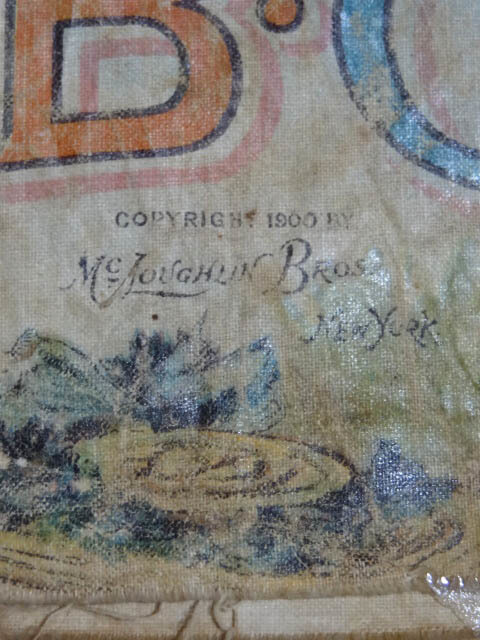 B·C
COPYRIGHT 1900 BY
McLOUGHLIN BROS.
NEW YORK